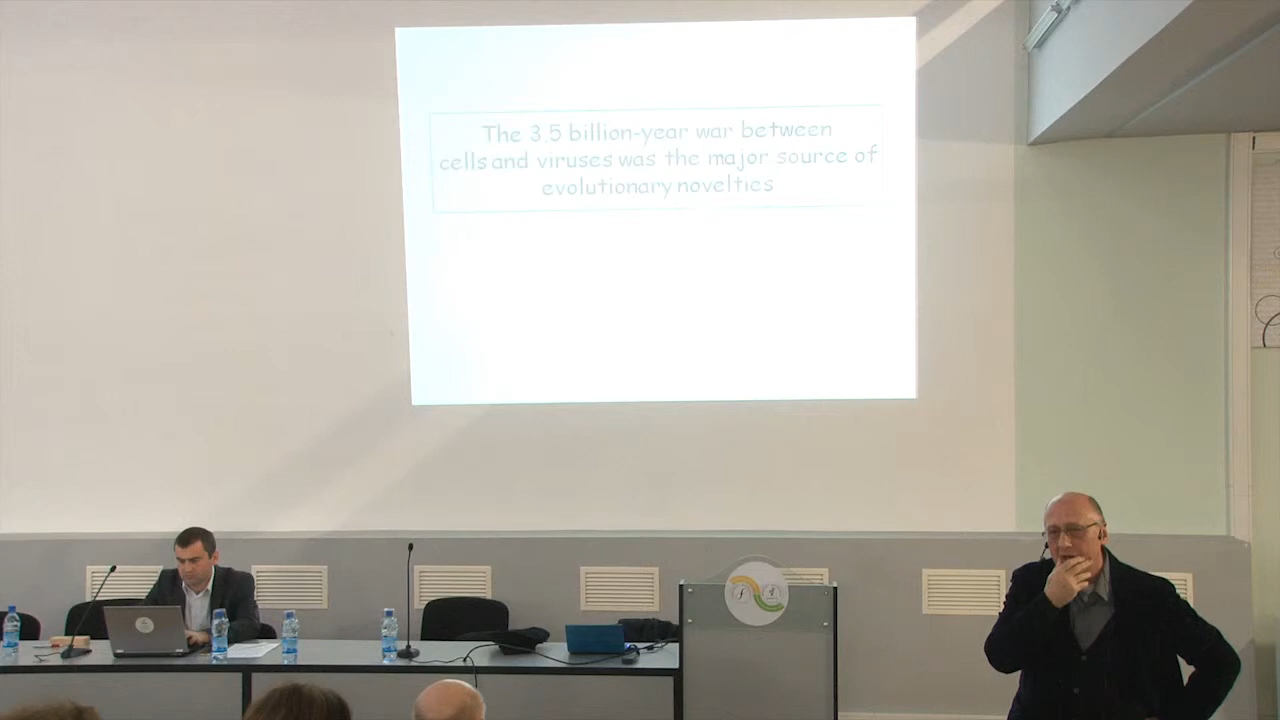 The 3.5 billion-year war between
cells and viruses was the major source of
evolutionary novelties